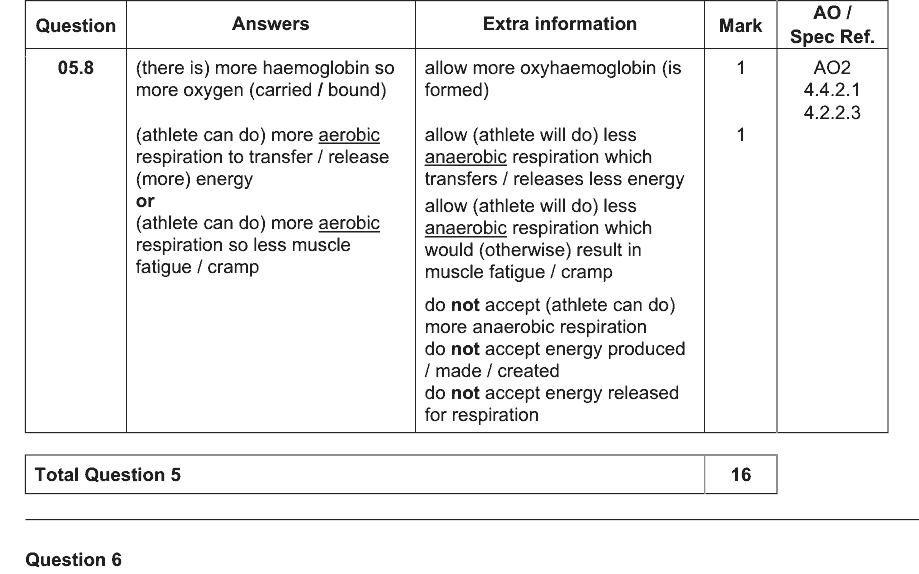 Question Answers Extra information Mark AO /
Spec Ref.
05.8 (there is) more haemoglobin so
more oxygen (carried / bound)
allow more oxyhaemoglobin (is
formed)
1 AO2
4.4.2.1
4.2.2.3
(athlete can do) more aerobic
respiration to transfer / release
(more) energy
or
(athlete can do) more aerobic
respiration so less muscle
fatigue / cramp
allow (athlete will do) less
anaerobic respiration which
transfers / releases less energy
allow (athlete will do) less
anaerobic respiration which
would (otherwise) result in
muscle fatigue / cramp
do not accept (athlete can do)
more anaerobic respiration
do not accept energy produced
/ made / created
do not accept energy released
for respiration
1
Total Question 5 16
Question 6